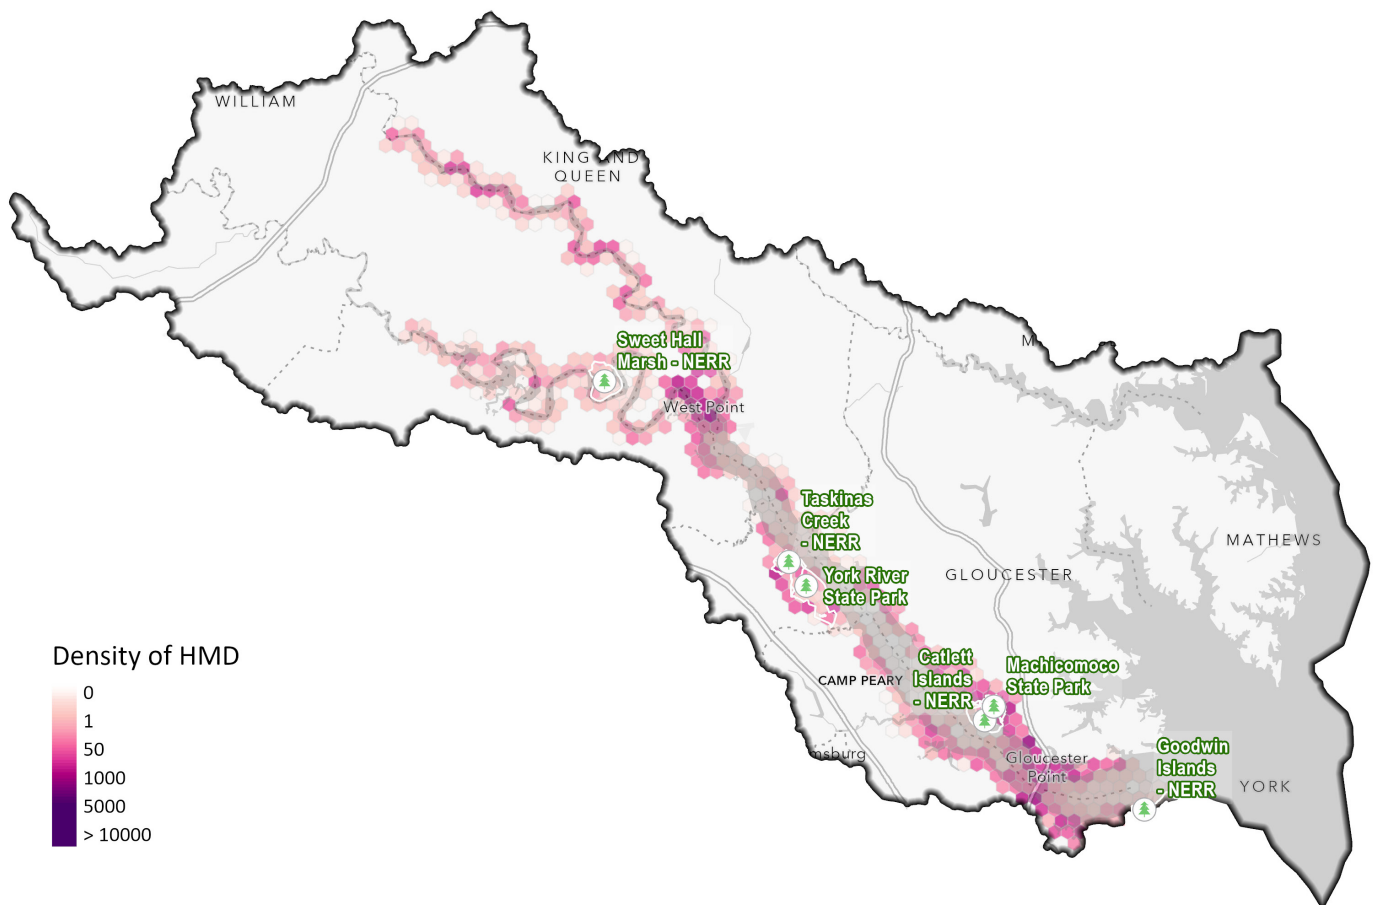 WILLIAM
KING AND
QUEEN
Sweet Hall
Marsh - NERR
M
West Point
Taskinas
Creek
- NERR
MATHEWS
GLOUCESTER
York River
State Park
Density of HMD
0
1
50
1000
5000
> 10000
Catlett
Islands
- NERR
Machicomoco
State Park
CAMP PEARY
msburg
Gloucester
Point
Goodwin
Islands
- NERR
YORK